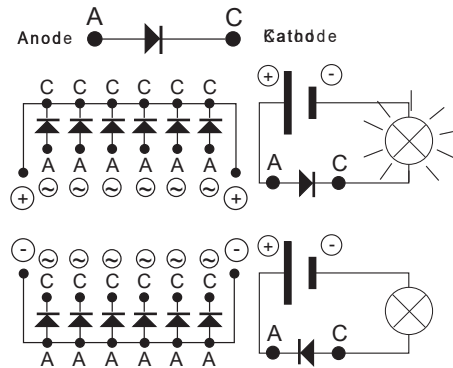 Anode A C
C C C C C C
A A A A A A
~ ~ ~ ~ ~ ~
+ +
+ -
A C
- -
~ ~ ~ ~ ~ ~
C C C C C C
A A A A A A
+ -
A C